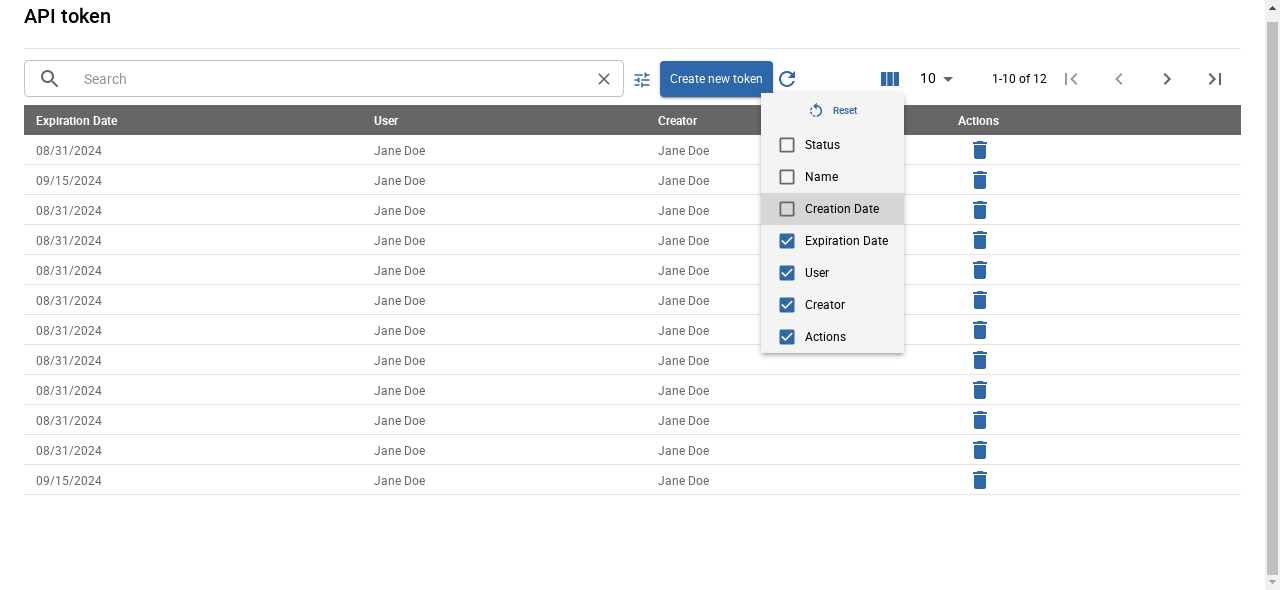 API token
Search
Create new token
10
1-10 of 12
Expiration Date User Creator Actions
08/31/2024 Jane Doe Jane Doe
09/15/2024 Jane Doe Jane Doe
08/31/2024 Jane Doe Jane Doe
08/31/2024 Jane Doe Jane Doe
08/31/2024 Jane Doe Jane Doe
08/31/2024 Jane Doe Jane Doe
08/31/2024 Jane Doe Jane Doe
08/31/2024 Jane Doe Jane Doe
08/31/2024 Jane Doe Jane Doe
08/31/2024 Jane Doe Jane Doe
08/31/2024 Jane Doe Jane Doe
09/15/2024 Jane Doe Jane Doe
Reset
Status
Name
Creation Date
Expiration Date
User
Creator
Actions